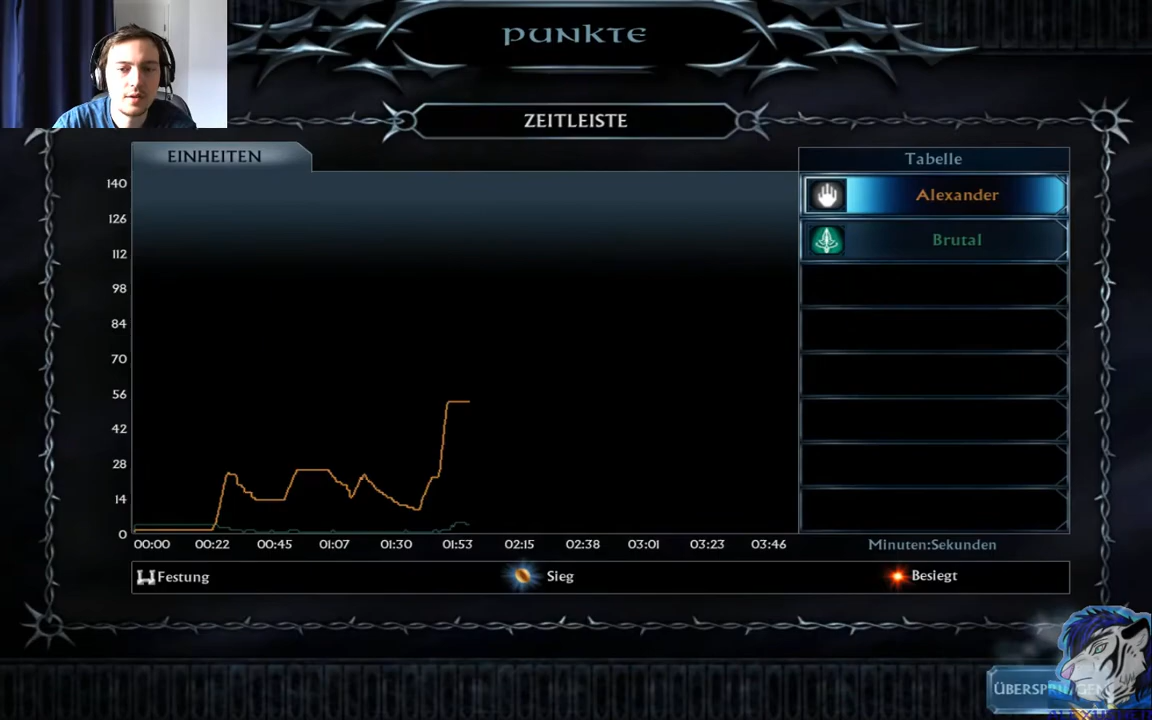 PUNKTE
ZEITLEISTE
EINHEITEN
Tabelle
Alexander
Brutal
140
126
112
98
84
70
56
42
28
14
0
00:00 00:22 00:45 01:07 01:30 01:53 02:15 02:38 03:01 03:23 03:46
Minuten:Sekunden
Festung Sieg Besiegt